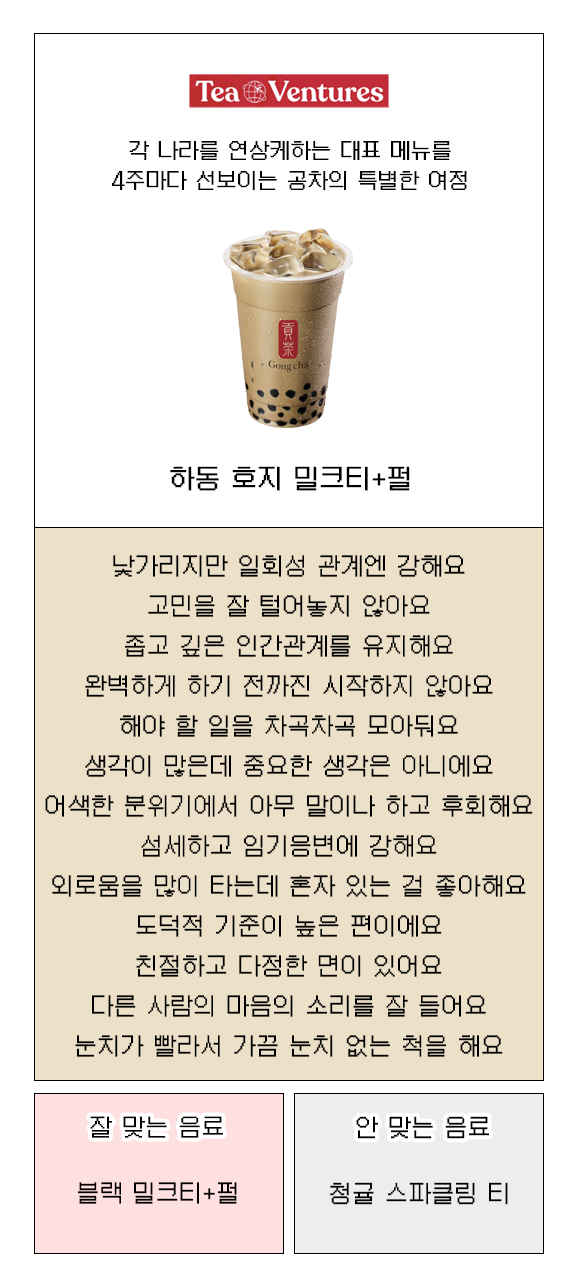 Tea Ventures
각 나라를 연상케하는 대표 메뉴를
4주마다 선보이는 공차의 특별한 여정
貢茶
Gong cha
하동 호지 밀크티+펄
낯가리지만 일회성 관계엔 강해요
고민을 잘 털어놓지 않아요
좁고 깊은 인간관계를 유지해요
완벽하게 하기 전까진 시작하지 않아요
해야 할 일을 차곡차곡 모아둬요
생각이 많은데 중요한 생각은 아니에요
어색한 분위기에서 아무 말이나 하고 후회해요
섬세하고 임기응변에 강해요
외로움을 많이 타는데 혼자 있는 걸 좋아해요
도덕적 기준이 높은 편이에요
친절하고 다정한 면이 있어요
다른 사람의 마음의 소리를 잘 들어요
눈치가 빨라서 가끔 눈치 없는 척을 해요
잘 맞는 음료
블랙 밀크티+펄
안 맞는 음료
청귤 스파클링 티